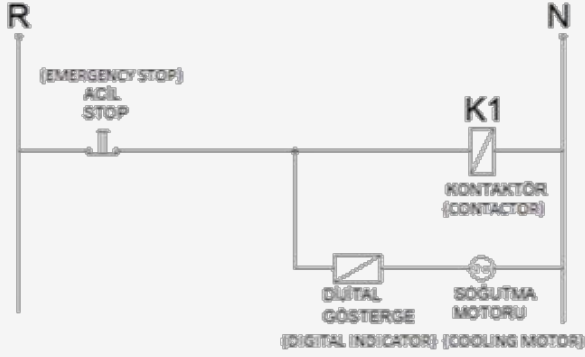 R
N
{EMERGENCY STOP}
ACİL
STOP
K1
KONTAKTÖR
{CONTACTOR}
DİJİTAL
GÖSTERGE
{DIGITAL INDICATOR}
SOĞUTMA
MOTORU
{COOLING MOTOR}